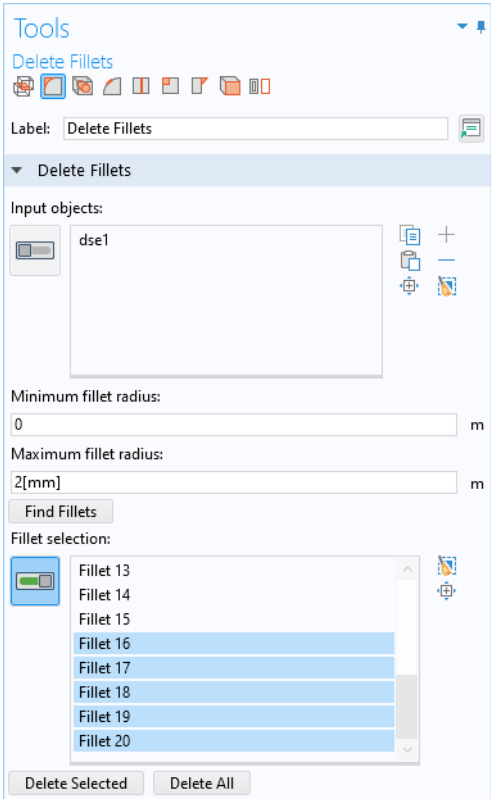 Tools
Delete Fillets
Label: Delete Fillets
Delete Fillets
Input objects:
dse1
Minimum fillet radius:
0 m
Maximum fillet radius:
2[mm] m
Find Fillets
Fillet selection:
Fillet 13
Fillet 14
Fillet 15
Fillet 16
Fillet 17
Fillet 18
Fillet 19
Fillet 20
Delete Selected Delete All